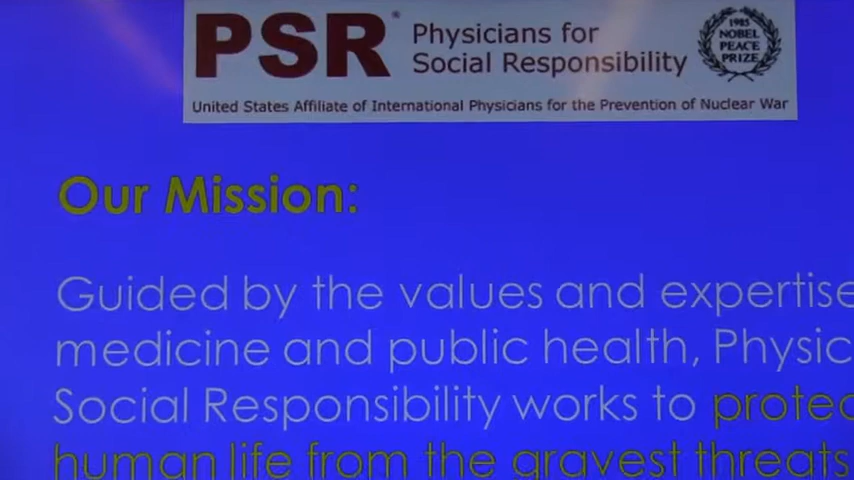 PSR®
Physicians for
Social Responsibility
1985
NOBEL
PEACE
PRIZE
United States Affiliate of International Physicians for the Prevention of Nuclear War
Our Mission:
Guided by the values and expertise
medicine and public health, Physic
Social Responsibility works to protec
human life from the gravest threats